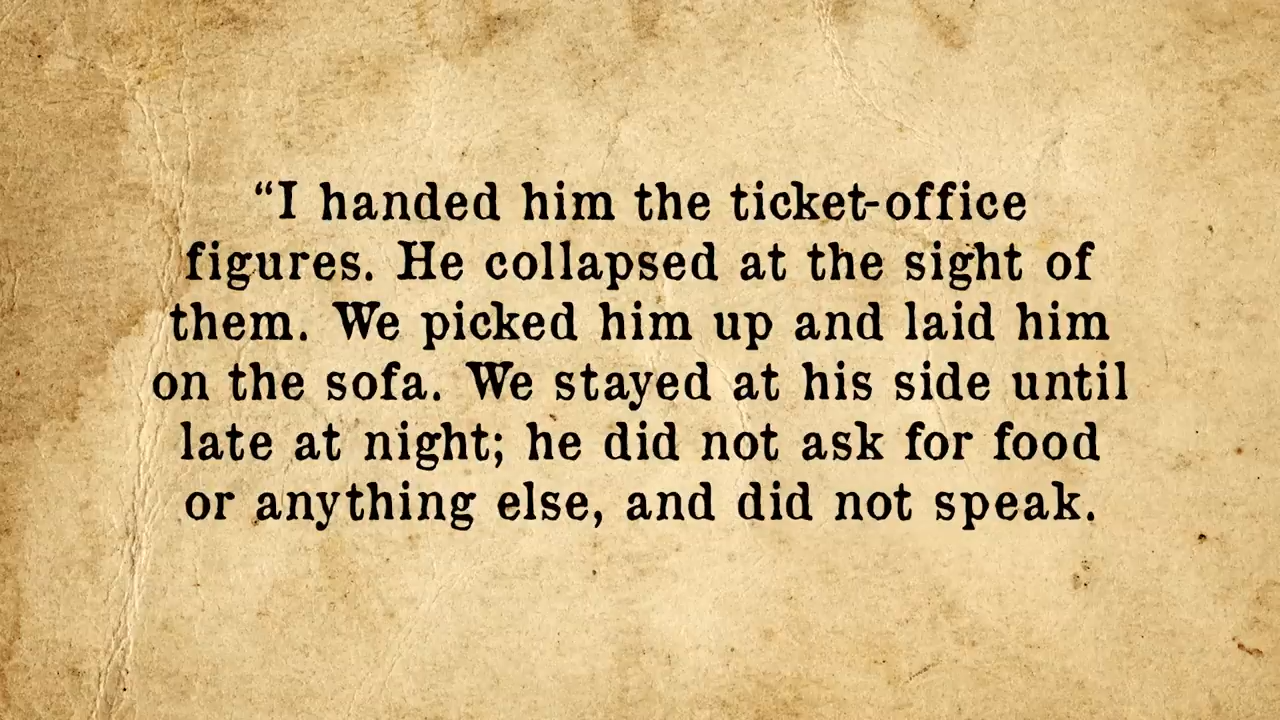 “I handed him the ticket-office
figures. He collapsed at the sight of
them. We picked him up and laid him
on the sofa. We stayed at his side until
late at night; he did not ask for food
or anything else, and did not speak.